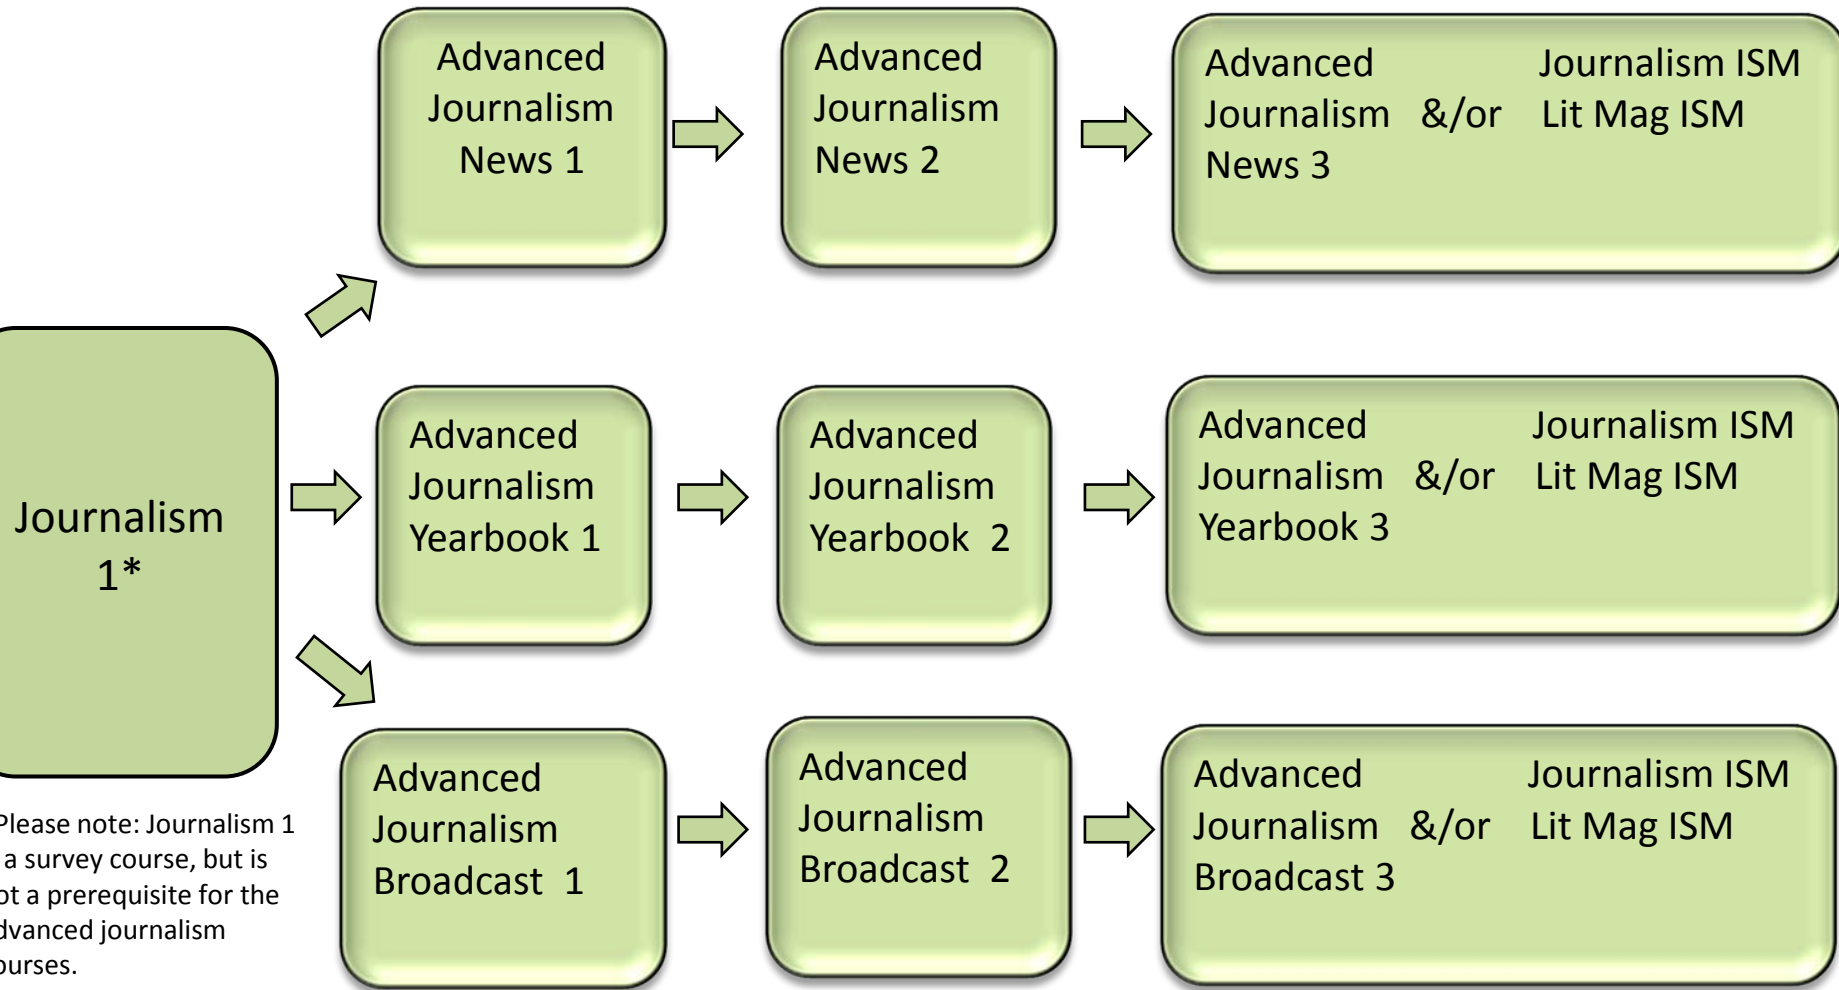 Advanced
Journalism
News 1
Advanced
Journalism
News 2
Advanced Journalism ISM
Journalism &/or Lit Mag ISM
News 3
Journalism
1*
Advanced
Journalism
Yearbook 1
Advanced
Journalism
Yearbook 2
Advanced Journalism ISM
Journalism &/or Lit Mag ISM
Yearbook 3
Advanced
Journalism
Broadcast 1
Advanced
Journalism
Broadcast 2
Advanced Journalism ISM
Journalism &/or Lit Mag ISM
Broadcast 3
Please note: Journalism 1
a survey course, but is
ot a prerequisite for the
dvanced journalism
ourses.